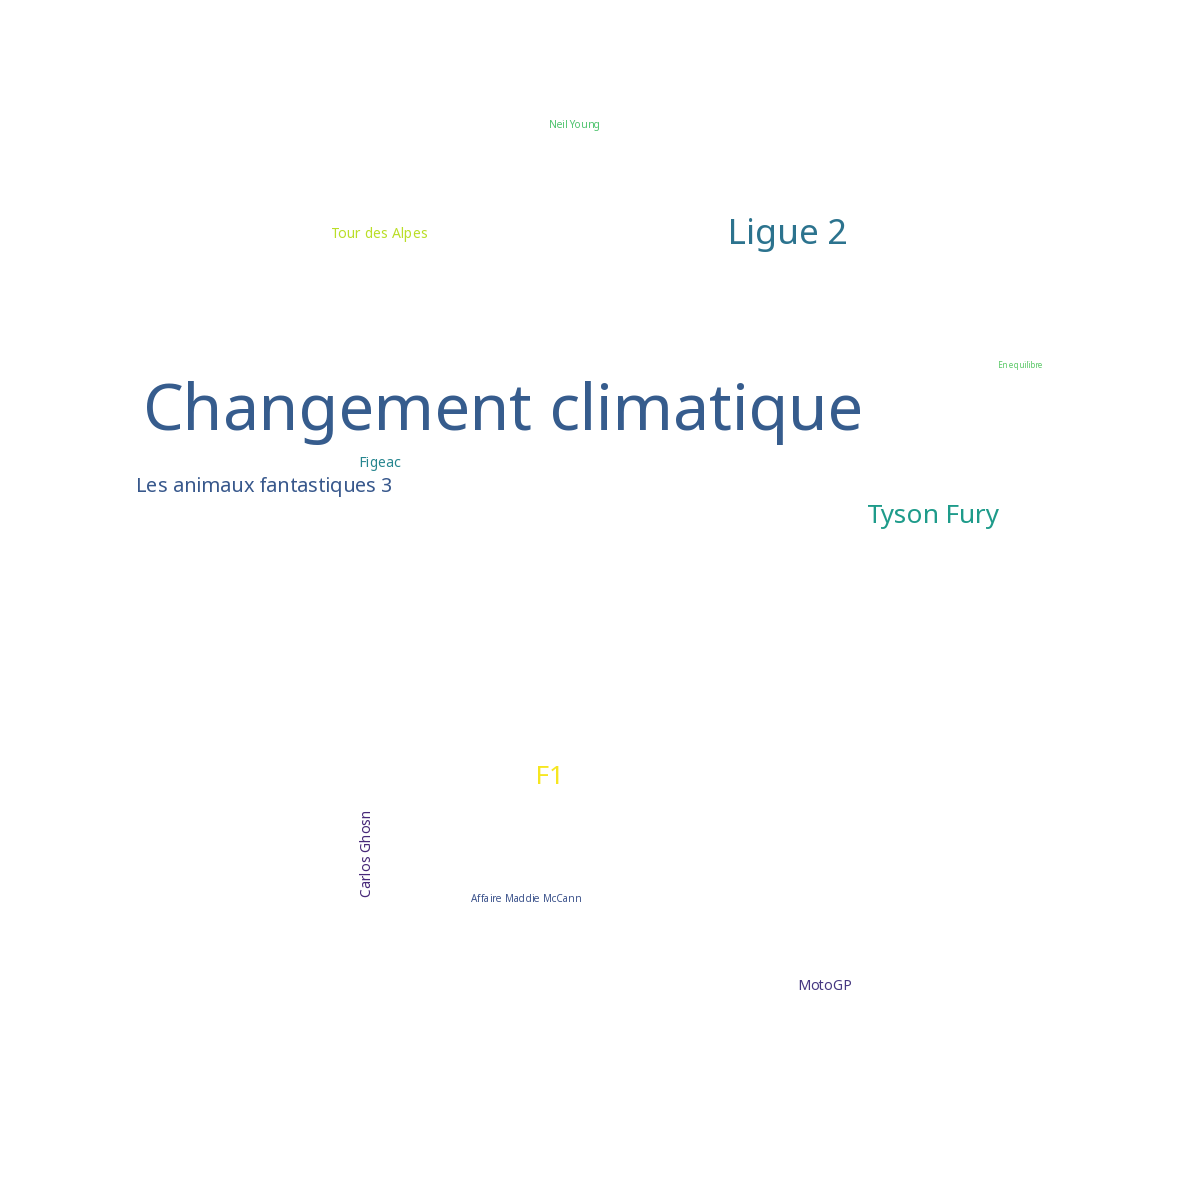 Neil Young
Tour des Alpes
Ligue 2
En equilibre
Changement climatique
Figeac
Les animaux fantastiques 3
Tyson Fury
F1
Carlos Ghosn
Affaire Maddie McCann
MotoGP